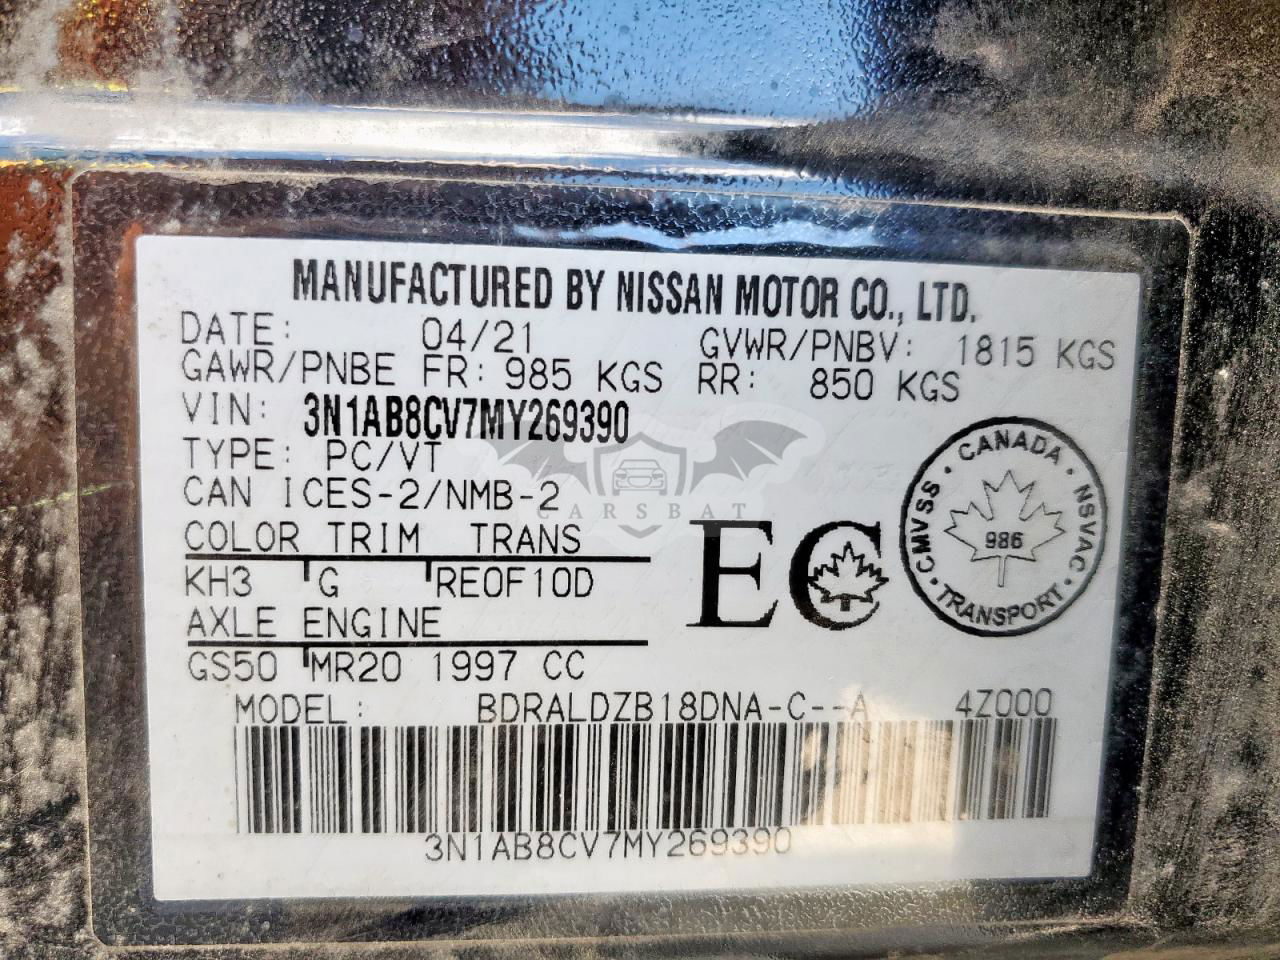 MANUFACTURED BY NISSAN MOTOR CO., LTD.
DATE: 04/21 GVWR/PNBV: 1815 KGS
GAWR/PNBE FR: 985 KGS RR: 850 KGS
VIN: 3N1AB8CV7MY269390
TYPE: PC/VT
CAN ICES-2/NMB-2
CARSBAT
COLOR TRIM TRANS
KH3 G RE0F10D
AXLE ENGINE
GS50 MR20 1997 CC
EC
CANADA · NSVAC · TRANSPORT · CMVSS ·
986
MODEL: BDRALDZB18DNA-C--A 4Z000
3N1AB8CV7MY269390